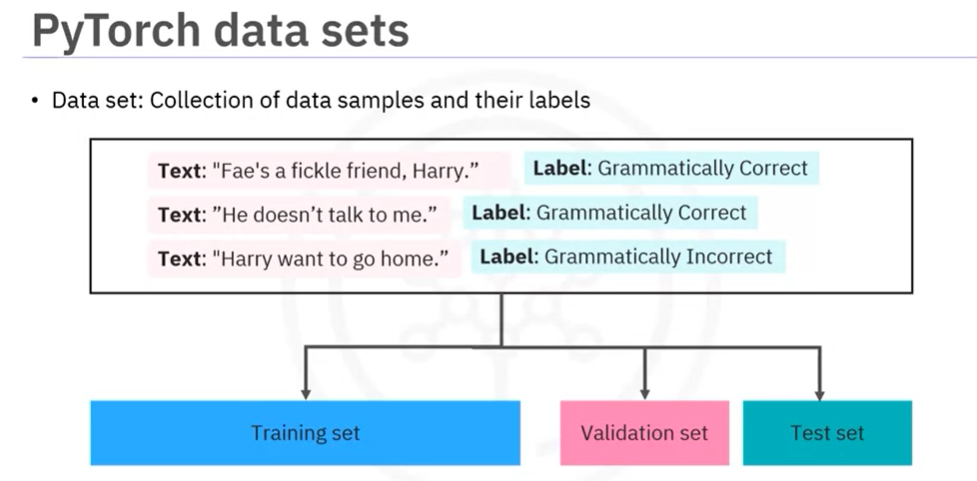 PyTorch data sets
• Data set: Collection of data samples and their labels
Text: "Fae's a fickle friend, Harry.” Label: Grammatically Correct
Text: ”He doesn’t talk to me.” Label: Grammatically Correct
Text: "Harry want to go home.” Label: Grammatically Incorrect
Training set Validation set Test set